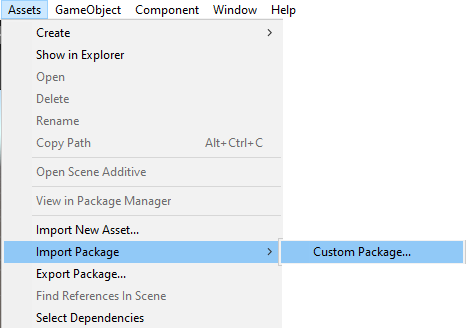 Assets GameObject Component Window Help
Create
Show in Explorer
Open
Delete
Rename
Copy Path Alt+Ctrl+C
Open Scene Additive
View in Package Manager
Import New Asset...
Import Package Custom Package...
Export Package...
Find References In Scene
Select Dependencies